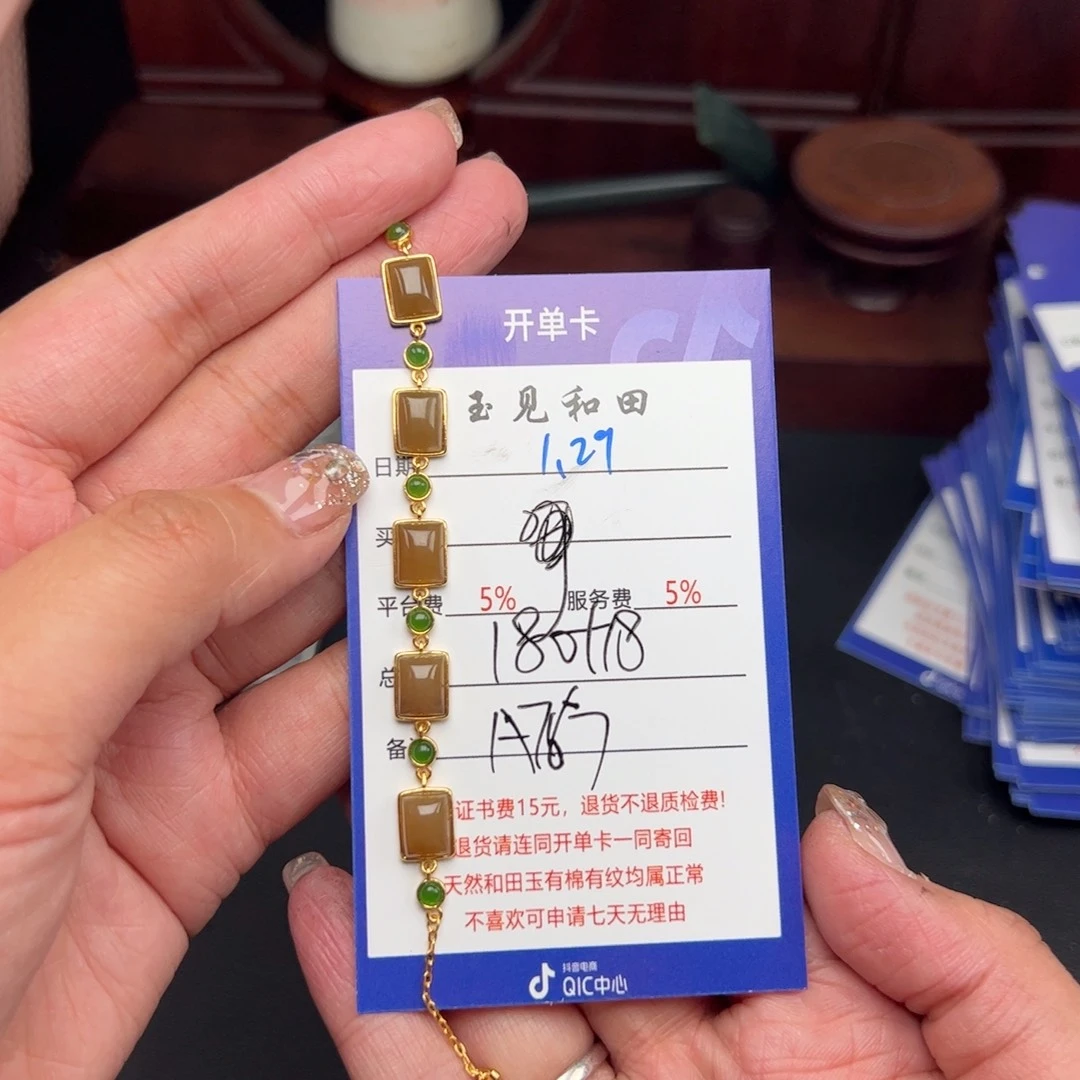 开单卡
玉见和田
日期 1,29
买
平台费 5% 服务费 5%
总 180+18
备
证书费15元，退货不退质检费！
退货请连同开单卡一同寄回
天然和田玉有棉有纹均属正常
不喜欢可申请七天无理由
抖音电商
QIC中心